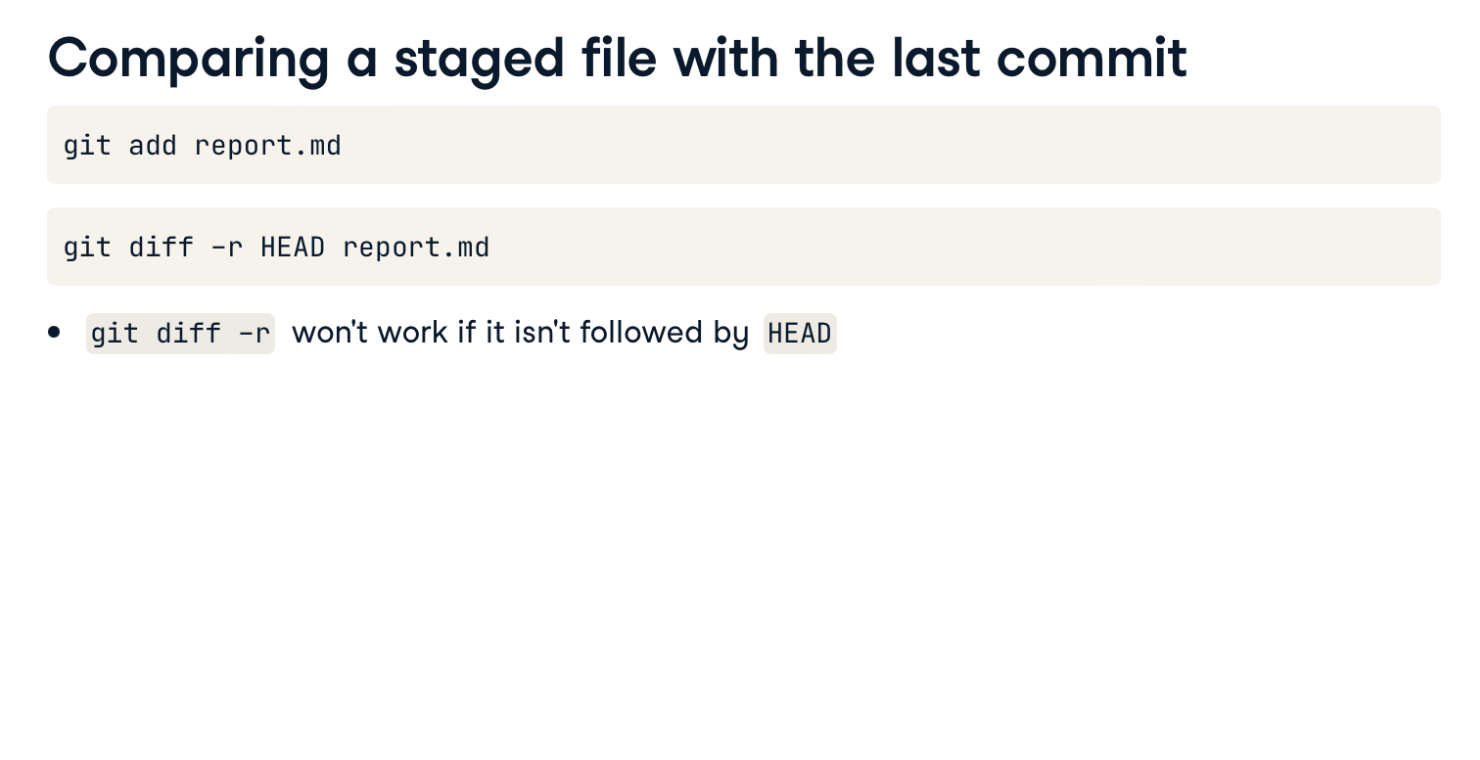 Comparing a staged file with the last commit
git add report.md
git diff -r HEAD report.md
• git diff -r won't work if it isn't followed by HEAD